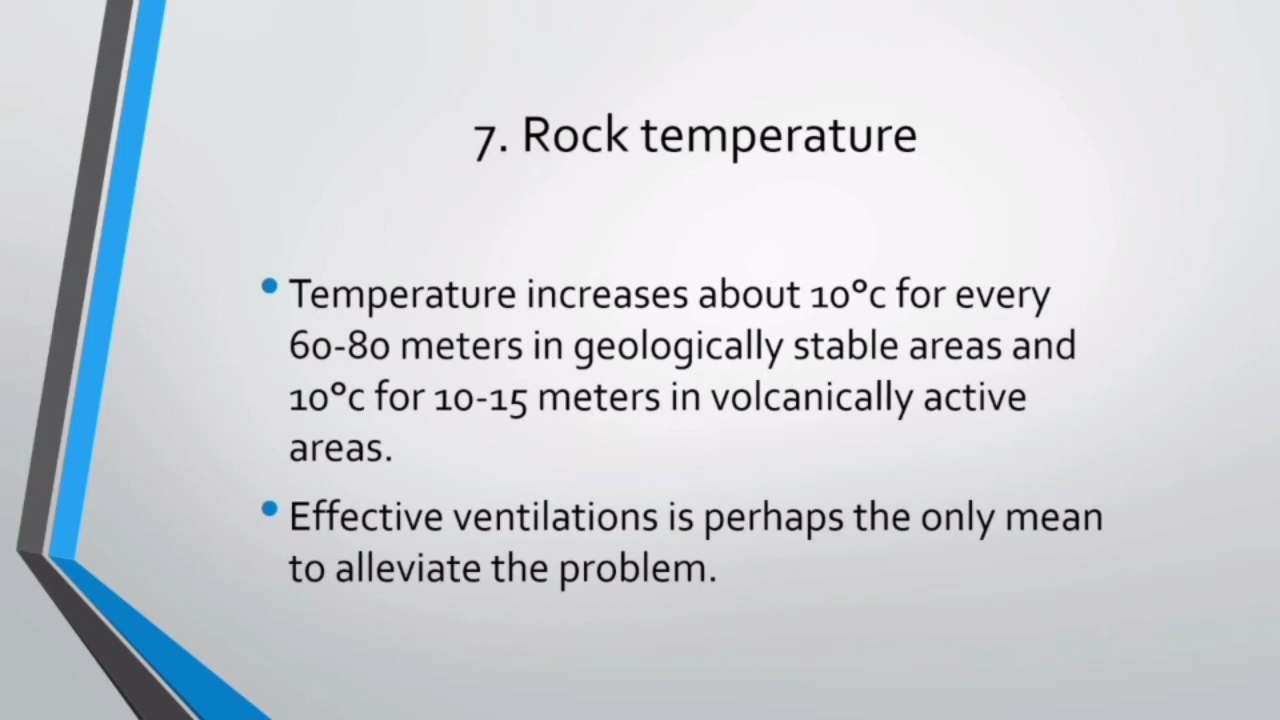 7. Rock temperature
• Temperature increases about 10°c for every
60-80 meters in geologically stable areas and
10°c for 10-15 meters in volcanically active
areas.
• Effective ventilations is perhaps the only mean
to alleviate the problem.